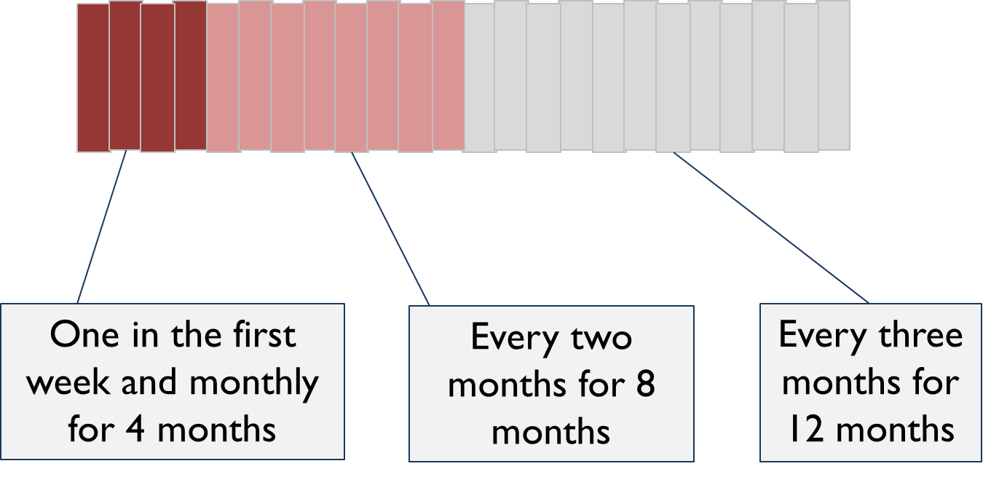 One in the first
week and monthly
for 4 months
Every two
months for 8
months
Every three
months for
12 months